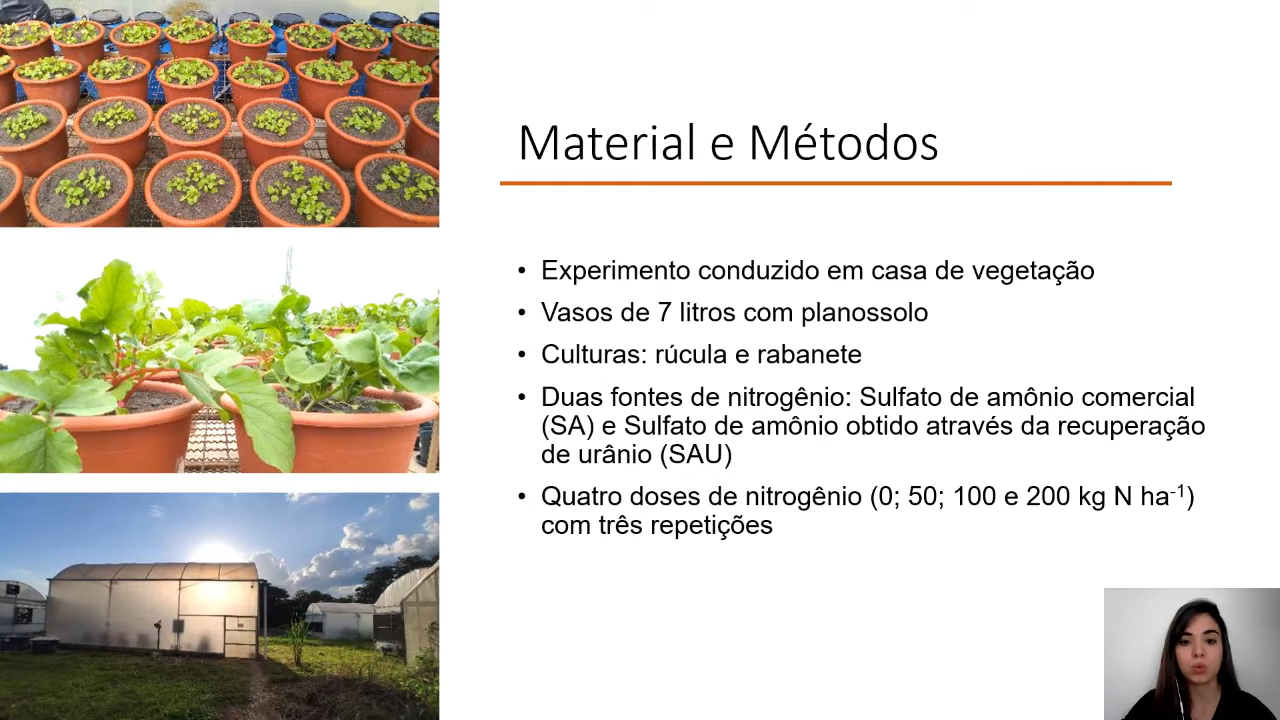 Material e Métodos
• Experimento conduzido em casa de vegetação
• Vasos de 7 litros com planossolo
• Culturas: rúcula e rabanete
• Duas fontes de nitrogênio: Sulfato de amônio comercial
(SA) e Sulfato de amônio obtido através da recuperação
de urânio (SAU)
• Quatro doses de nitrogênio (0; 50; 100 e 200 kg N ha⁻¹)
com três repetições